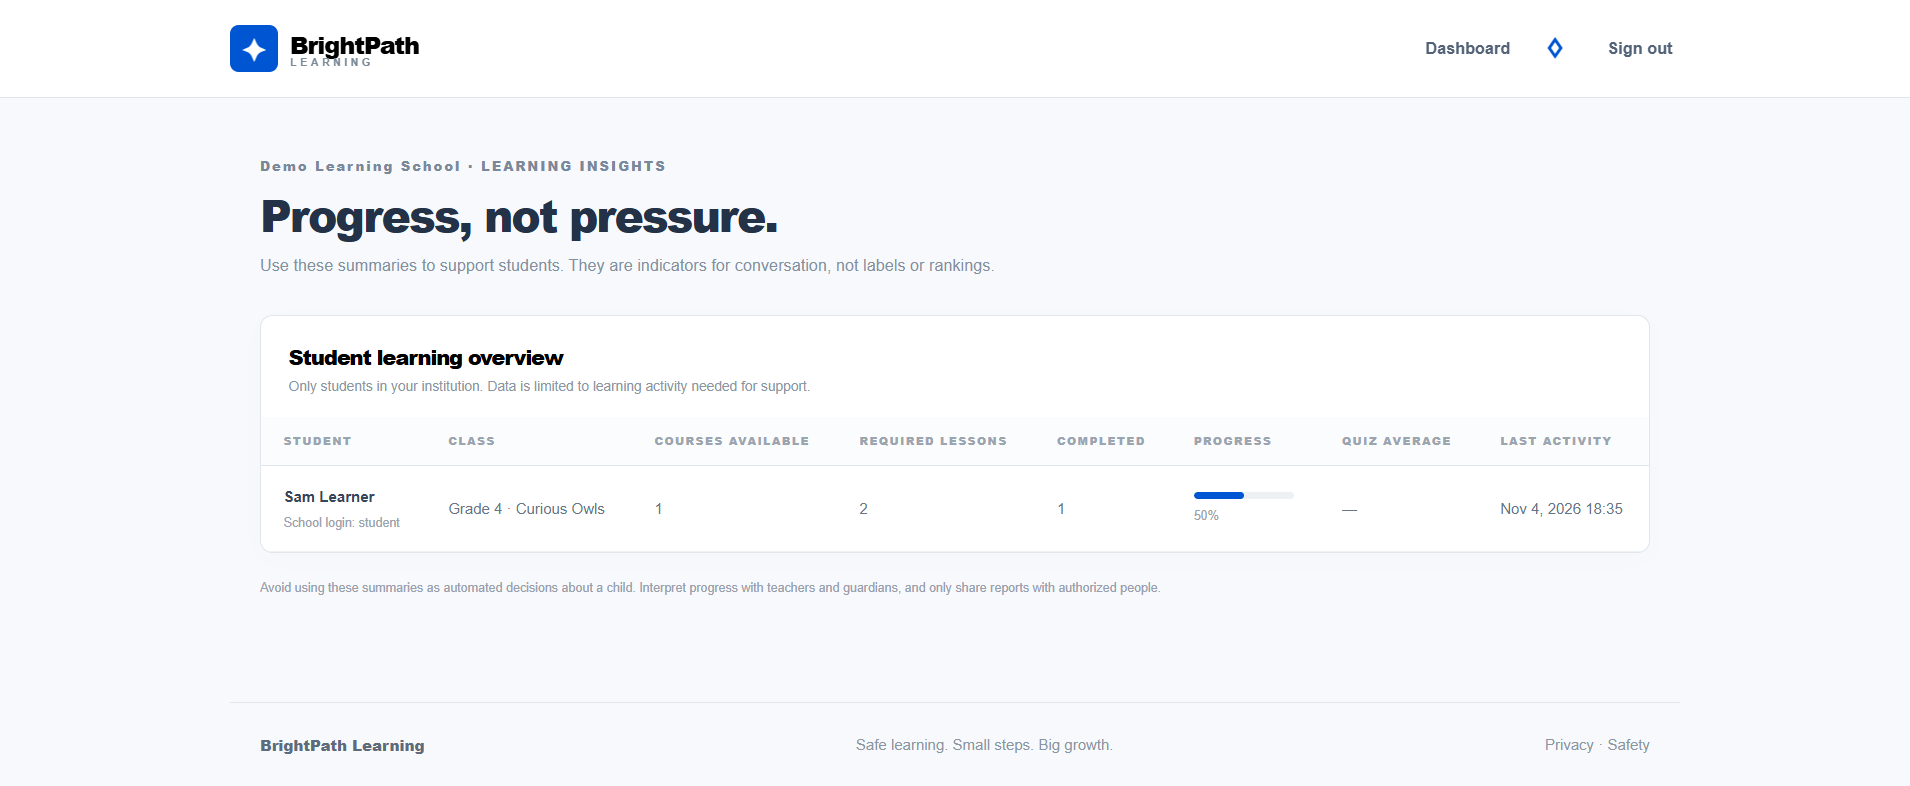 BrightPath
LEARNING
Dashboard
Sign out
Demo Learning School · LEARNING INSIGHTS
Progress, not pressure.
Use these summaries to support students. They are indicators for conversation, not labels or rankings.
Student learning overview
Only students in your institution. Data is limited to learning activity needed for support.
STUDENT CLASS COURSES AVAILABLE REQUIRED LESSONS COMPLETED PROGRESS QUIZ AVERAGE LAST ACTIVITY
Sam Learner
School login: student
Grade 4 · Curious Owls
1
2
1
50%
—
Nov 4, 2026 18:35
Avoid using these summaries as automated decisions about a child. Interpret progress with teachers and guardians, and only share reports with authorized people.
BrightPath Learning
Safe learning. Small steps. Big growth.
Privacy · Safety